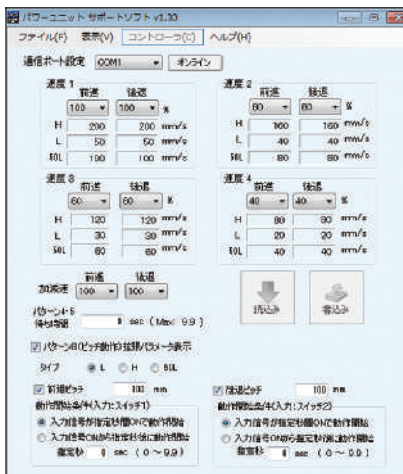 パワーユニット サポートソフト v1.30
ファイル(F) 表示(V) コントローラ(C) ヘルプ(H)
通信ポート設定 COM1 オンライン
速度 1
前進 後退
100 100 %
H 200 200 mm/s
L 50 50 mm/s
SOL 100 100 mm/s
速度 2
前進 後退
80 80 %
H 160 160 mm/s
L 40 40 mm/s
SOL 80 80 mm/s
速度 3
前進 後退
60 60 %
H 120 120 mm/s
L 30 30 mm/s
SOL 60 60 mm/s
速度 4
前進 後退
40 40 %
H 80 80 mm/s
L 20 20 mm/s
SOL 40 40 mm/s
前進 後退
加減速 100 100
パターン4・5
待ち時間 sec ( Max: 9.9 )
読込み 書込み
パターン8(ピッチ動作)拡張パラメータ表示
タイプ L H SOL
前進ピッチ 100 mm
動作開始条件(入力:スイッチ1)
入力信号が指定秒間ONで動作開始
入力信号ONから指定秒後に動作開始
指定秒 sec ( 0 ～ 9.9 )
後退ピッチ 100 mm
動作開始条件(入力:スイッチ2)
入力信号が指定秒間ONで動作開始
入力信号ONから指定秒後に動作開始
指定秒 sec ( 0 ～ 9.9 )